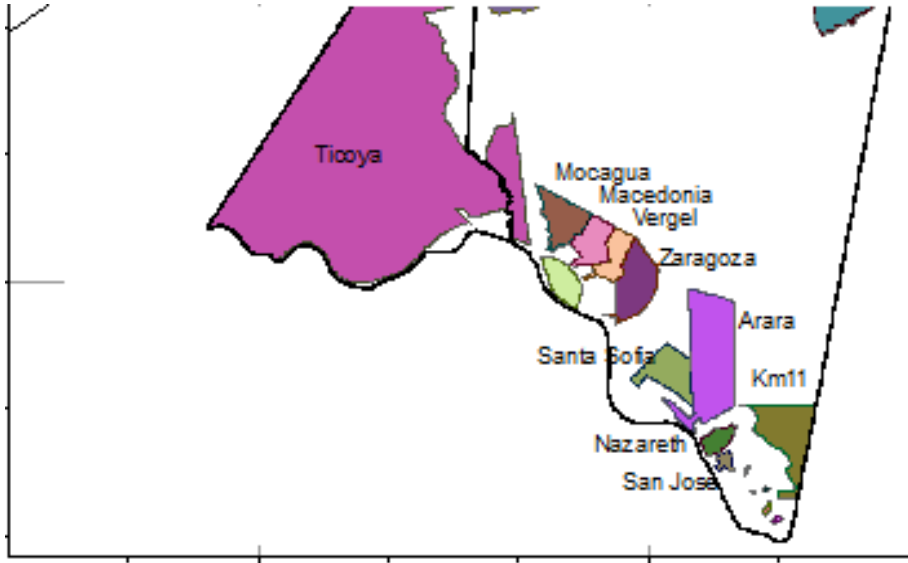 Ticoya
Mocagua
Macedonia
Vergel
Zaragoza
Arara
Santa Sofia
Km11
Nazareth
San Jose